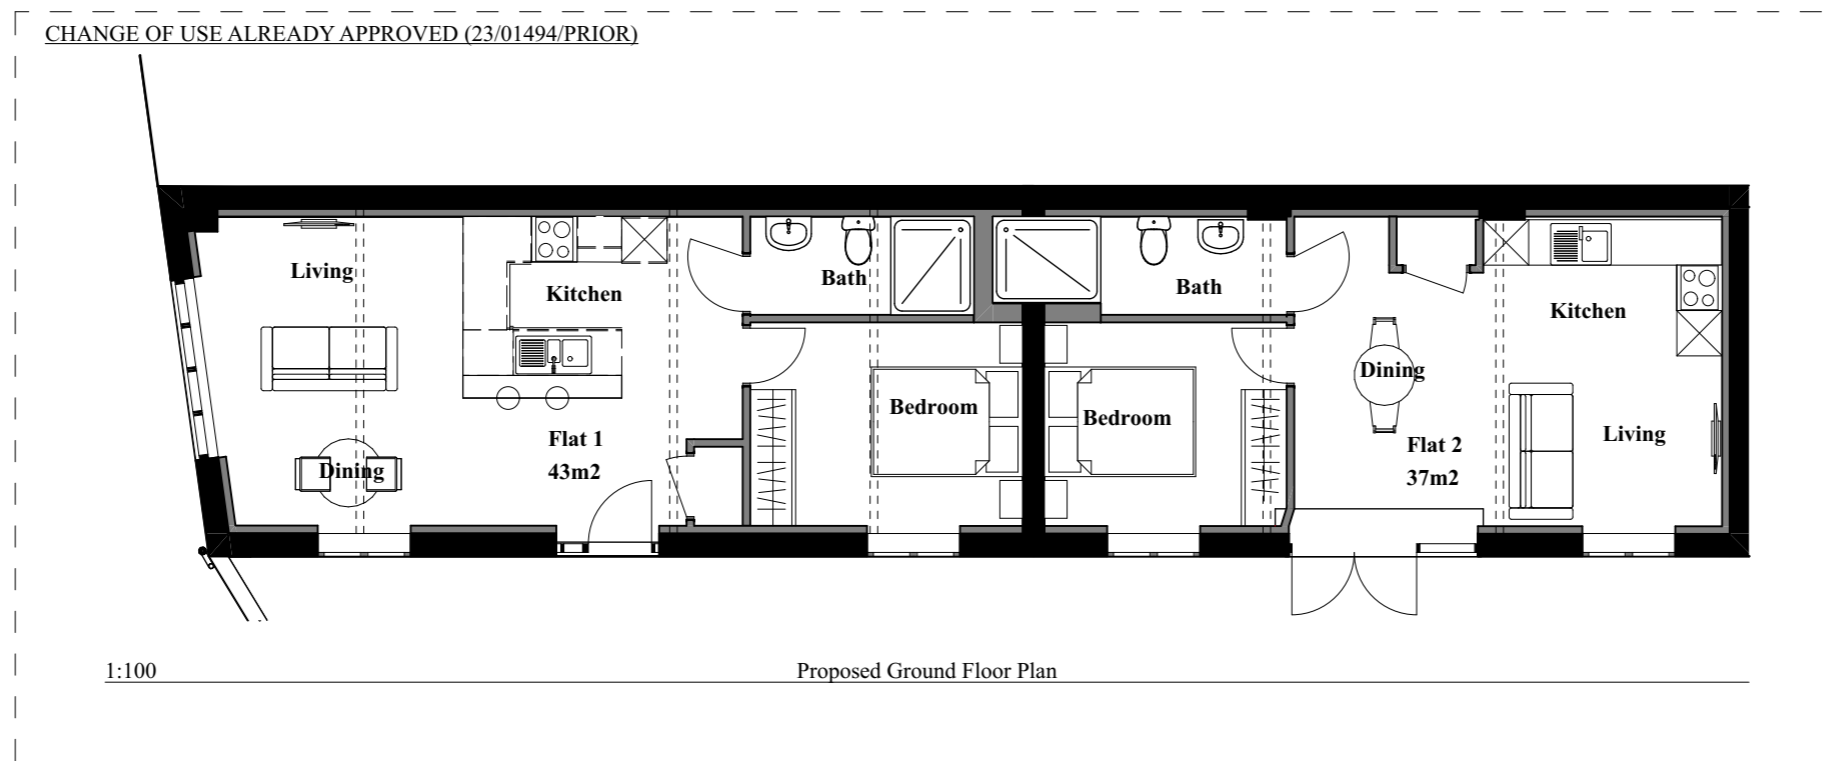 CHANGE OF USE ALREADY APPROVED (23/01494/PRIOR)
Living
Kitchen
Bath
Bedroom
Dining
Flat 1
43m2
Bath
Bedroom
Dining
Kitchen
Living
Flat 2
37m2
1:100
Proposed Ground Floor Plan